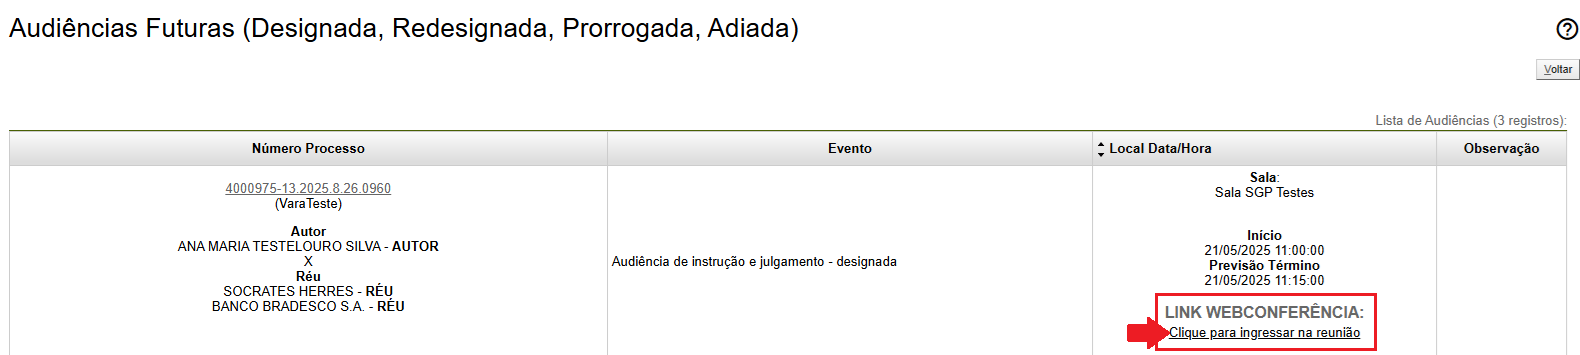 Audiências Futuras (Designada, Redesignada, Prorrogada, Adiada)
?
Voltar
Lista de Audiências (3 registros):
Número Processo
Evento
Local Data/Hora
Observação
4000975-13.2025.8.26.0960
(VaraTeste)
Autor
ANA MARIA TESTELOURO SILVA - AUTOR
X
Réu
SOCRATES HERRES - RÉU
BANCO BRADESCO S.A. - RÉU
Audiência de instrução e julgamento - designada
Sala:
Sala SGP Testes
Início
21/05/2025 11:00:00
Previsão Término
21/05/2025 11:15:00
LINK WEBCONFERÊNCIA:
Clique para ingressar na reunião